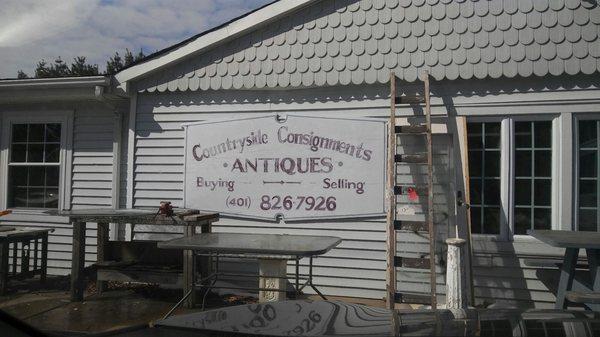 Countryside Consignments
• ANTIQUES •
Buying Selling
(401) 826-7926